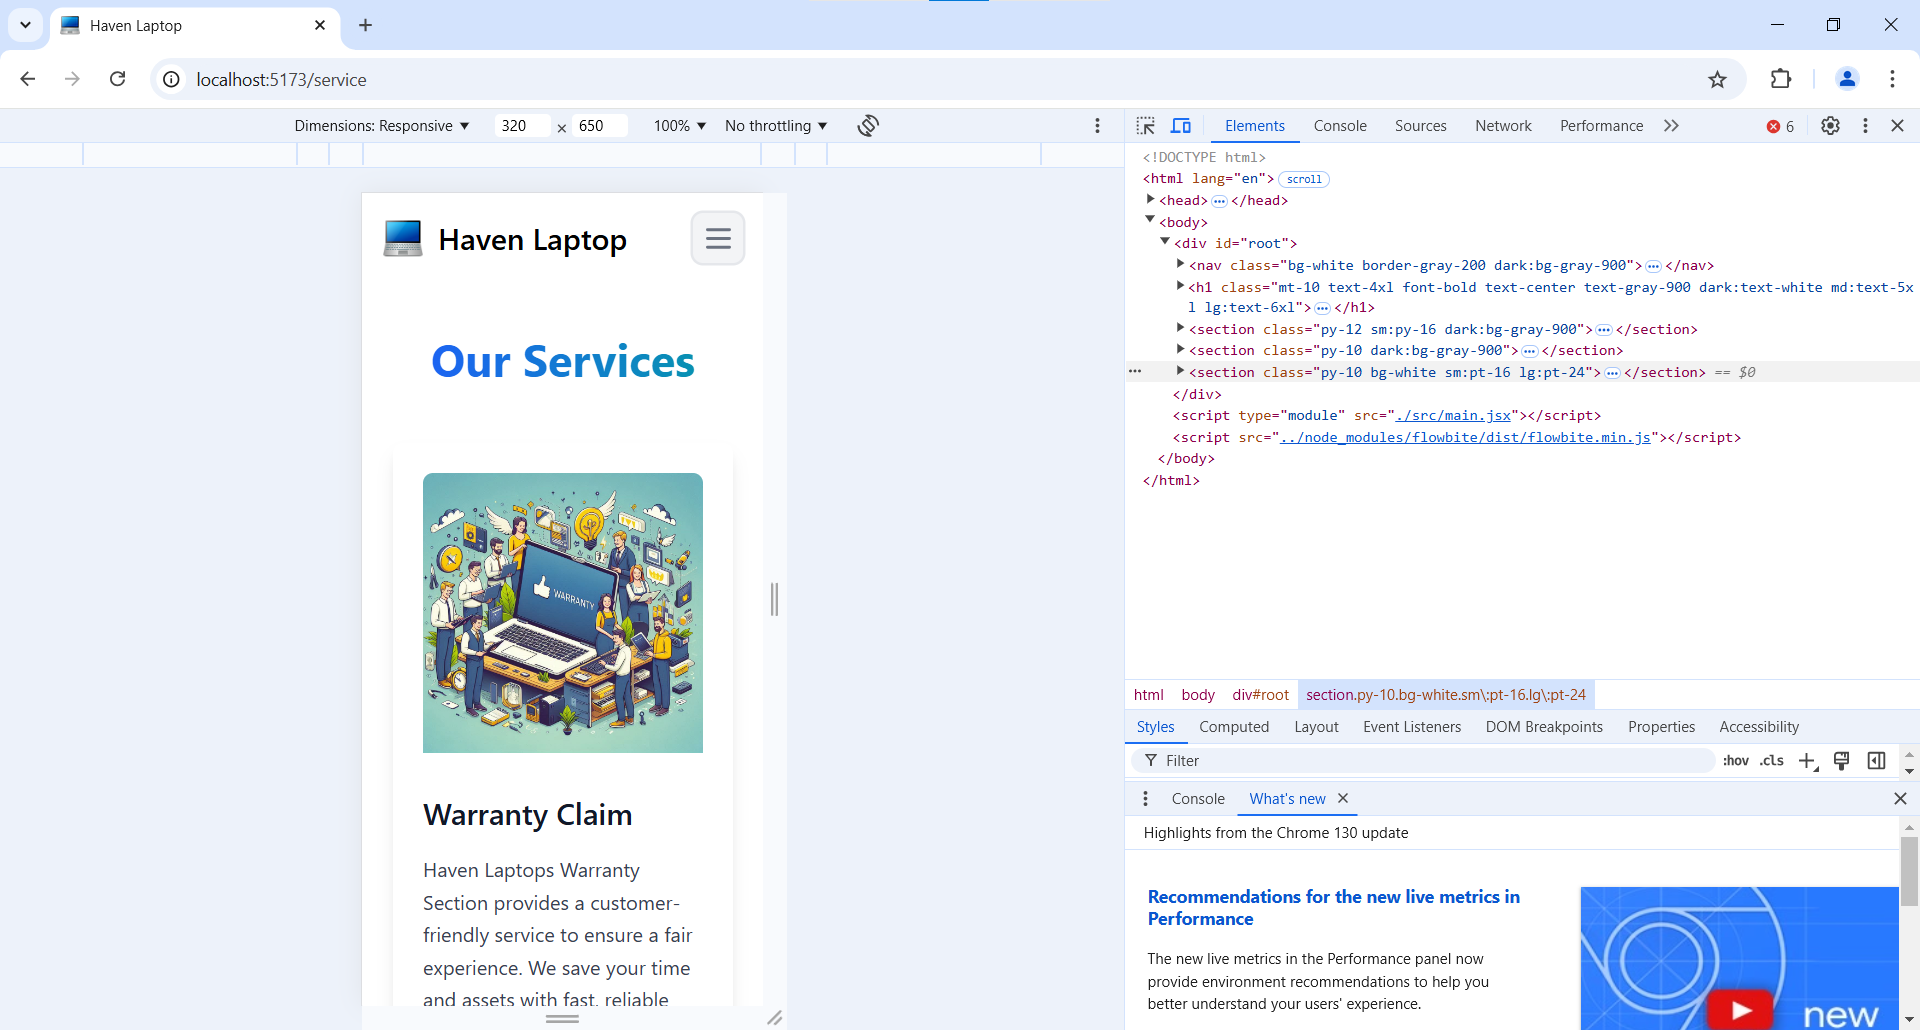 Haven Laptop
localhost:5173/service
Dimensions: Responsive 320 × 650 100% No throttling
Elements Console Sources Network Performance 6
Haven Laptop
Our Services
WARRANTY
Warranty Claim
Haven Laptops Warranty
Section provides a customer-
friendly service to ensure a fair
experience. We save your time
and assets with fast, reliable
<!DOCTYPE html>
<html lang="en"> scroll
<head> ⋯ </head>
<body>
<div id="root">
<nav class="bg-white border-gray-200 dark:bg-gray-900"> ⋯ </nav>
<h1 class="mt-10 text-4xl font-bold text-center text-gray-900 dark:text-white md:text-5x
l lg:text-6xl"> ⋯ </h1>
<section class="py-12 sm:py-16 dark:bg-gray-900"> ⋯ </section>
<section class="py-10 dark:bg-gray-900"> ⋯ </section>
<section class="py-10 bg-white sm:pt-16 lg:pt-24"> ⋯ </section> == $0
</div>
<script type="module" src="./src/main.jsx"></script>
<script src="../node_modules/flowbite/dist/flowbite.min.js"></script>
</body>
</html>
html body div#root section.py-10.bg-white.sm\:pt-16.lg\:pt-24
Styles Computed Layout Event Listeners DOM Breakpoints Properties Accessibility
Filter :hov .cls
Console What's new
Highlights from the Chrome 130 update
Recommendations for the new live metrics in
Performance
The new live metrics in the Performance panel now
provide environment recommendations to help you
better understand your users' experience.
new